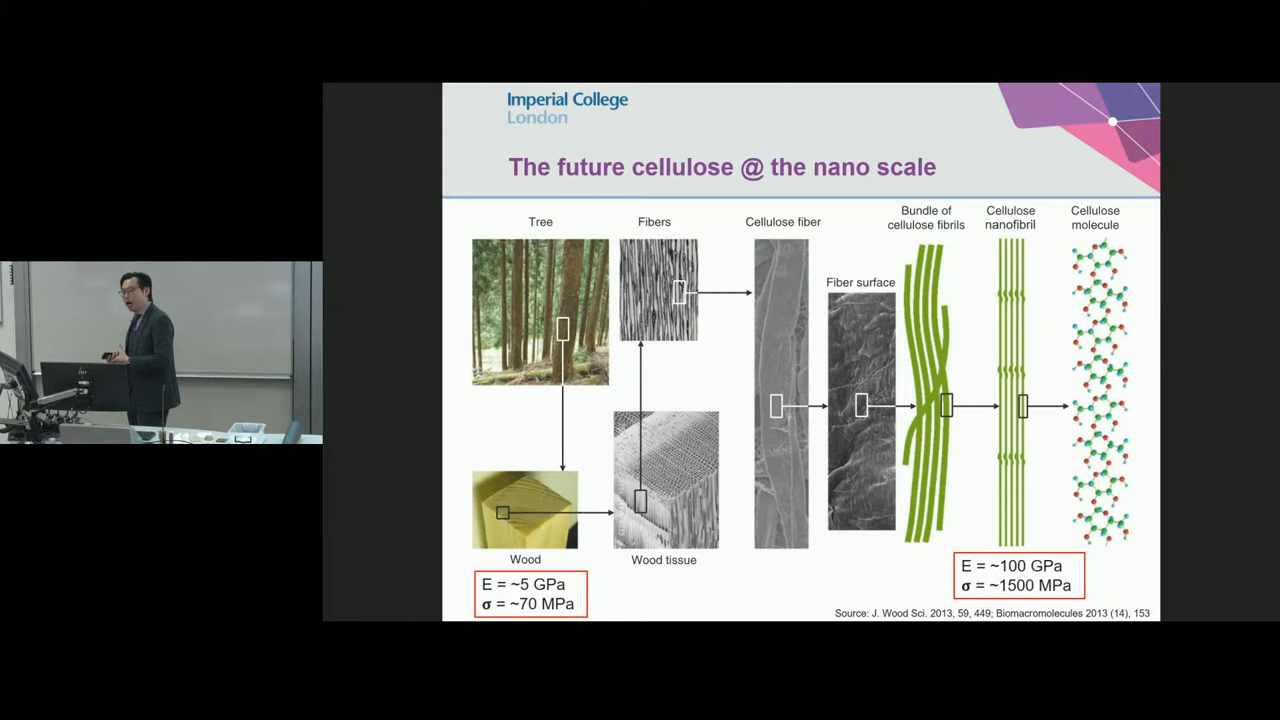 Imperial College
London
The future cellulose @ the nano scale
Tree
Fibers
Cellulose fiber
Fiber surface
Bundle of
cellulose fibrils
Cellulose
nanofibril
Cellulose
molecule
Wood
Wood tissue
E = ~5 GPa
σ = ~70 MPa
E = ~100 GPa
σ = ~1500 MPa
Source: J. Wood Sci. 2013, 59, 449; Biomacromolecules 2013 (14), 153